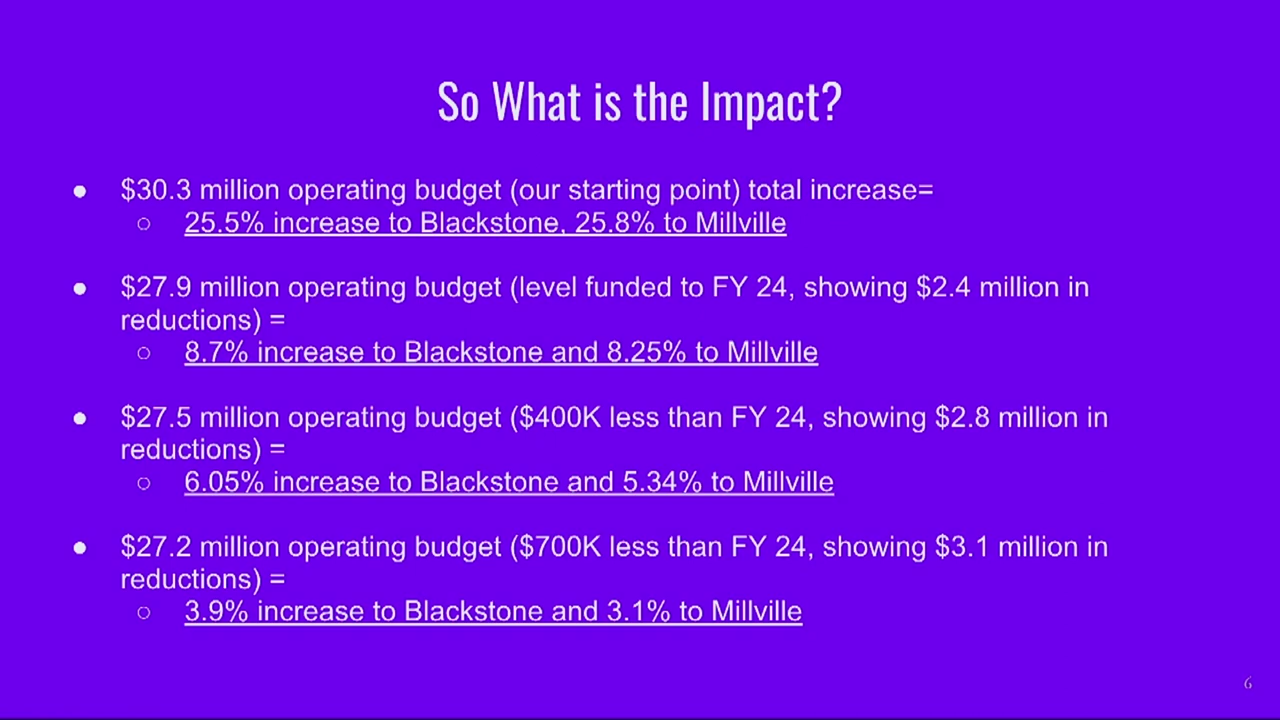 So What is the Impact?
● $30.3 million operating budget (our starting point) total increase=
○ 25.5% increase to Blackstone, 25.8% to Millville
● $27.9 million operating budget (level funded to FY 24, showing $2.4 million in
reductions) =
○ 8.7% increase to Blackstone and 8.25% to Millville
● $27.5 million operating budget ($400K less than FY 24, showing $2.8 million in
reductions) =
○ 6.05% increase to Blackstone and 5.34% to Millville
● $27.2 million operating budget ($700K less than FY 24, showing $3.1 million in
reductions) =
○ 3.9% increase to Blackstone and 3.1% to Millville
6